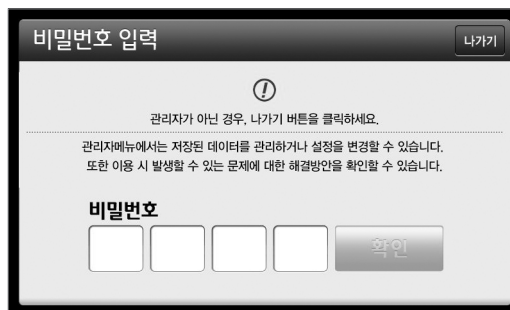 비밀번호 입력
나가기
관리자가 아닌 경우, 나가기 버튼을 클릭하세요.
관리자메뉴에서는 저장된 데이터를 관리하거나 설정을 변경할 수 있습니다.
또한 이용 시 발생할 수 있는 문제에 대한 해결방안을 확인할 수 있습니다.
비밀번호
확인